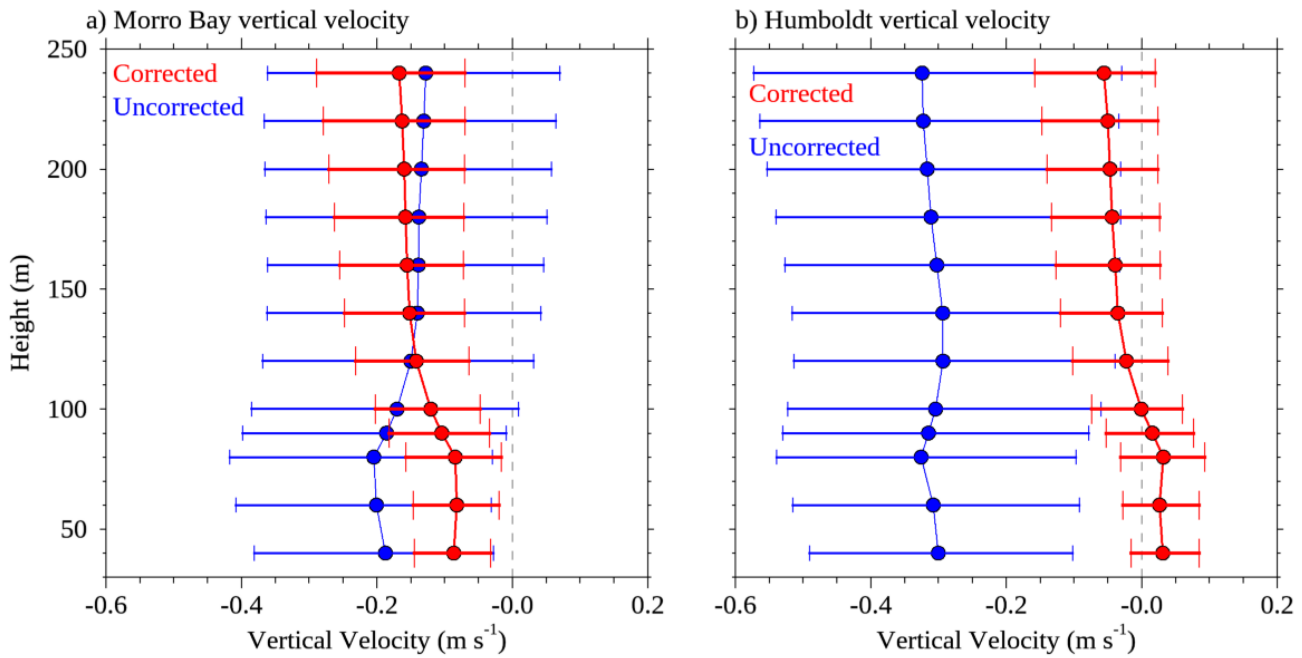 a) Morro Bay vertical velocity
b) Humboldt vertical velocity
250
200
150
100
50
Height (m)
Corrected
Uncorrected
Corrected
Uncorrected
-0.6
-0.4
-0.2
-0.0
0.2
-0.6
-0.4
-0.2
-0.0
0.2
Vertical Velocity (m s⁻¹)
Vertical Velocity (m s⁻¹)